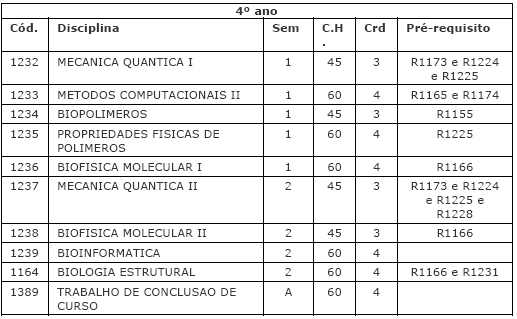 4º ano
Cód. Disciplina Sem C.H. Crd Pré-requisito
1232 MECANICA QUANTICA I 1 45 3 R1173 e R1224
e R1225
1233 METODOS COMPUTACIONAIS II 1 60 4 R1165 e R1174
1234 BIOPOLIMEROS 1 45 3 R1155
1235 PROPRIEDADES FISICAS DE 1 60 4 R1225
POLIMEROS
1236 BIOFISICA MOLECULAR I 1 60 4 R1166
1237 MECANICA QUANTICA II 2 45 3 R1173 e R1224
e R1225 e
R1228
1238 BIOFISICA MOLECULAR II 2 45 3 R1166
1239 BIOINFORMATICA 2 60 4
1164 BIOLOGIA ESTRUTURAL 2 60 4 R1166 e R1231
1389 TRABALHO DE CONCLUSAO DE A 60 4
CURSO